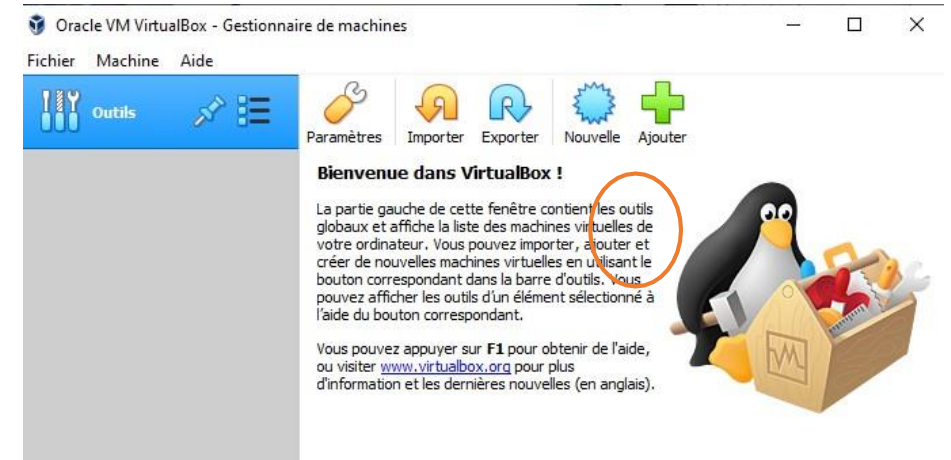 Oracle VM VirtualBox - Gestionnaire de machines
Fichier Machine Aide
Outils
Paramètres Importer Exporter Nouvelle Ajouter
Bienvenue dans VirtualBox !
La partie gauche de cette fenêtre contient les outils
globaux et affiche la liste des machines virtuelles de
votre ordinateur. Vous pouvez importer, ajouter et
créer de nouvelles machines virtuelles en utilisant le
bouton correspondant dans la barre d'outils. Vous
pouvez afficher les outils d'un élément sélectionné à
l'aide du bouton correspondant.
Vous pouvez appuyer sur F1 pour obtenir de l'aide,
ou visiter www.virtualbox.org pour plus
d'information et les dernières nouvelles (en anglais).